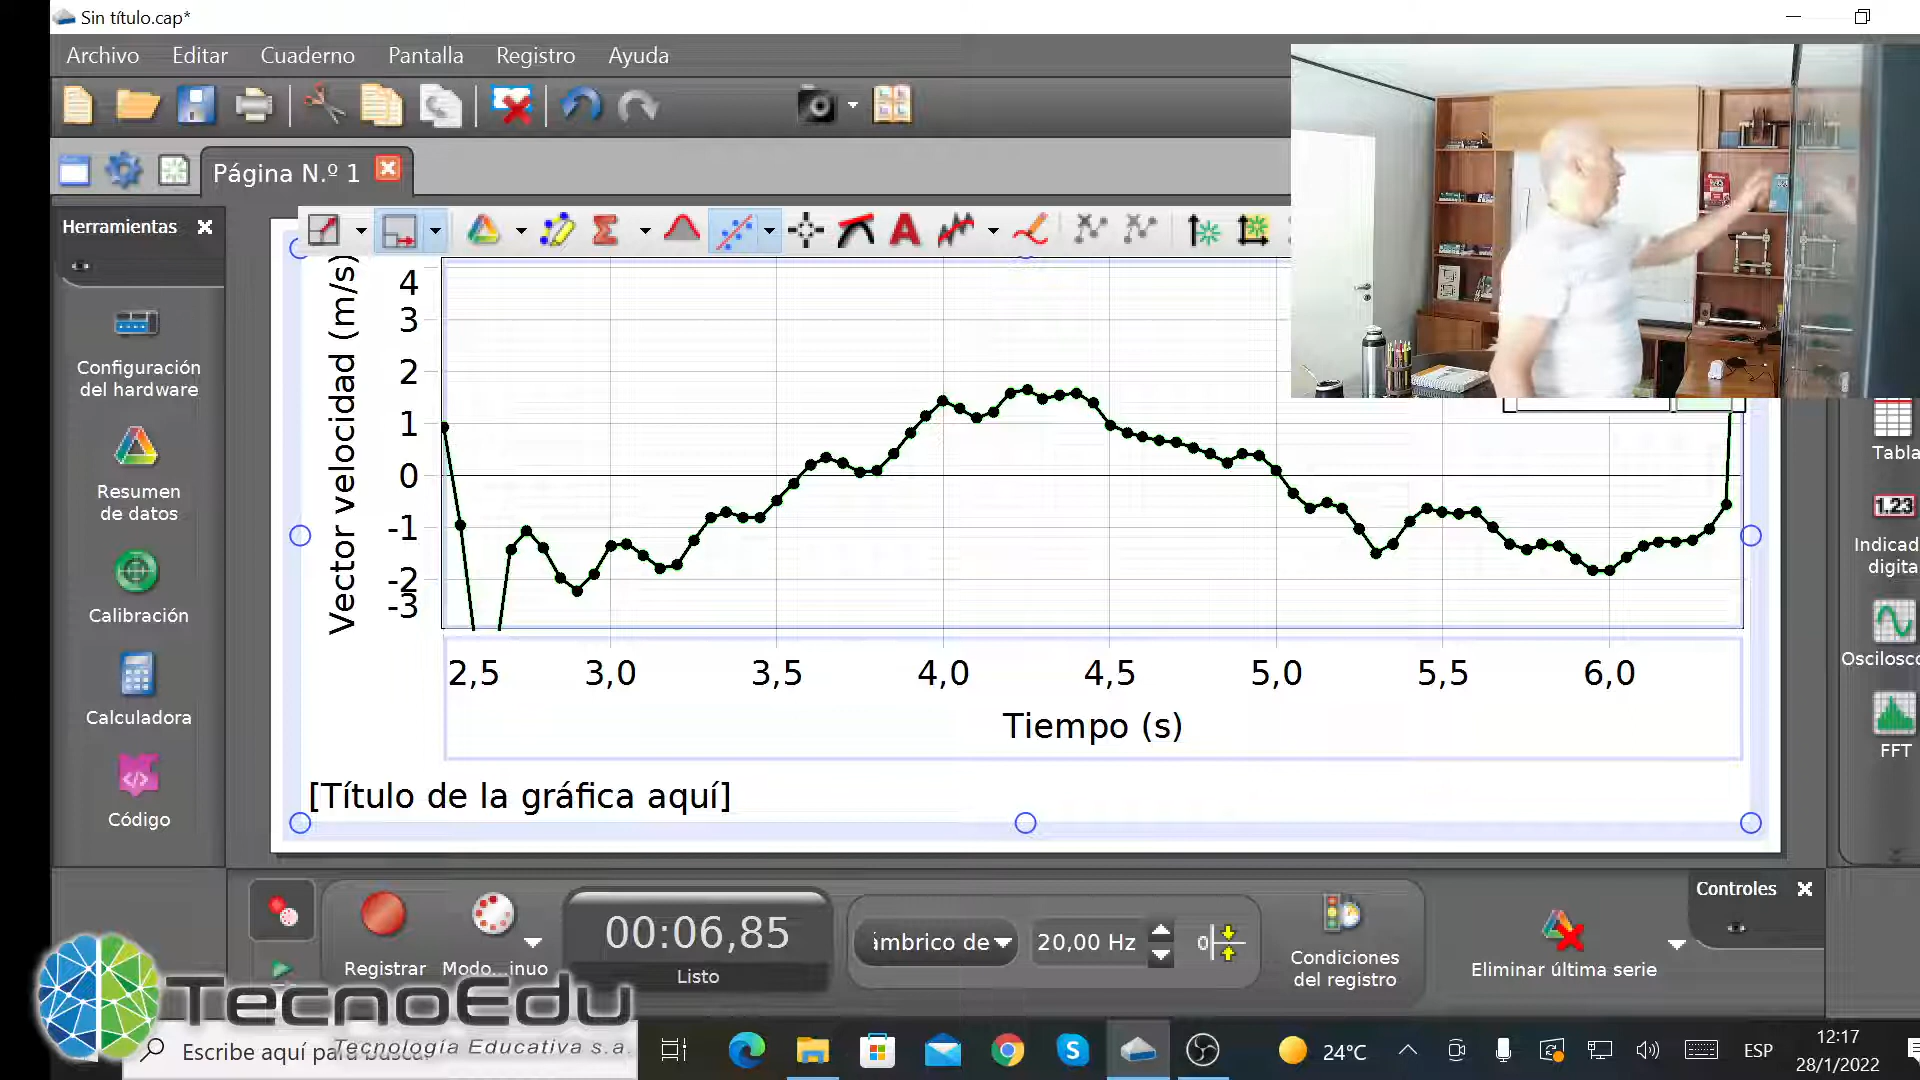 Sin título.cap*
Archivo Editar Cuaderno Pantalla Registro Ayuda
Página N.º 1
Herramientas
Configuración
del hardware
Resumen
de datos
Calibración
Calculadora
Código
Vector velocidad (m/s)
4
3
2
1
0
-1
-2
-3
2,5 3,0 3,5 4,0 4,5 5,0 5,5 6,0
Tiempo (s)
[Título de la gráfica aquí]
Tabla
1.23
Indicad
digita
Oscilosc
FFT
Registrar
Modo...inuo
00:06,85
Listo
ámbrico de
20,00 Hz
Condiciones
del registro
Eliminar última serie
Controles
TecnoEdu
Tecnología Educativa s.a.
Escribe aquí para buscar
24°C
ESP
12:17
28/1/2022